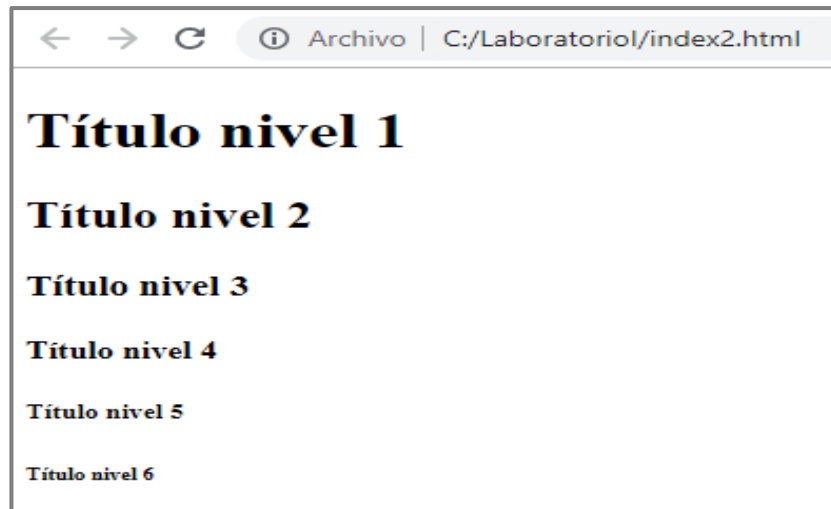 Archivo | C:/Laboratoriol/index2.html
Título nivel 1
Título nivel 2
Título nivel 3
Título nivel 4
Título nivel 5
Título nivel 6